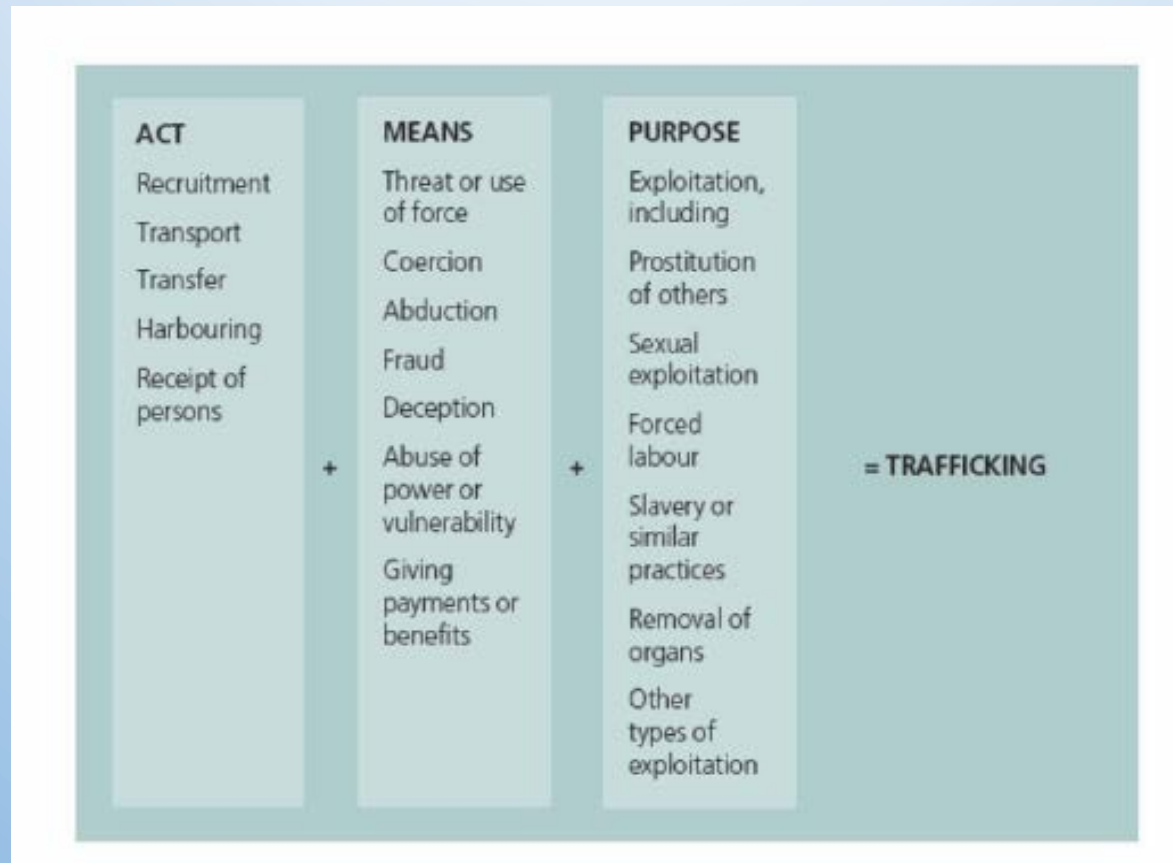 ACT
Recruitment
Transport
Transfer
Harbouring
Receipt of
persons
+
MEANS
Threat or use
of force
Coercion
Abduction
Fraud
Deception
Abuse of
power or
vulnerability
Giving
payments or
benefits
+
PURPOSE
Exploitation,
including
Prostitution
of others
Sexual
exploitation
Forced
labour
Slavery or
similar
practices
Removal of
organs
Other
types of
exploitation
= TRAFFICKING